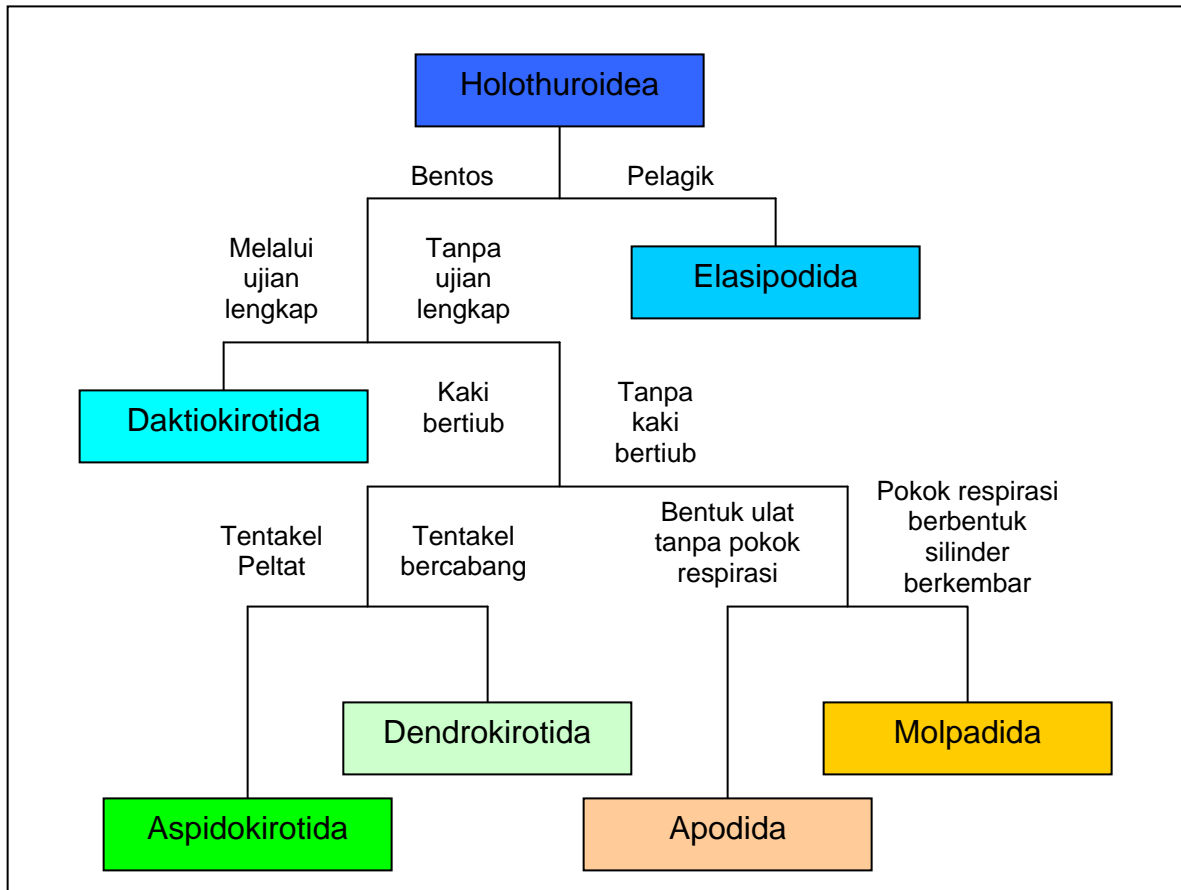 Holothuroidea
Bentos
Pelagik
Elasipodida
Melalui
ujian
lengkap
Tanpa
ujian
lengkap
Daktiokirotida
Kaki
bertiub
Tanpa
kaki
bertiub
Tentakel
Peltat
Tentakel
bercabang
Bentuk ulat
tanpa pokok
respirasi
Pokok respirasi
berbentuk
silinder
berkembar
Dendrokirotida
Molpadida
Aspidokirotida
Apodida